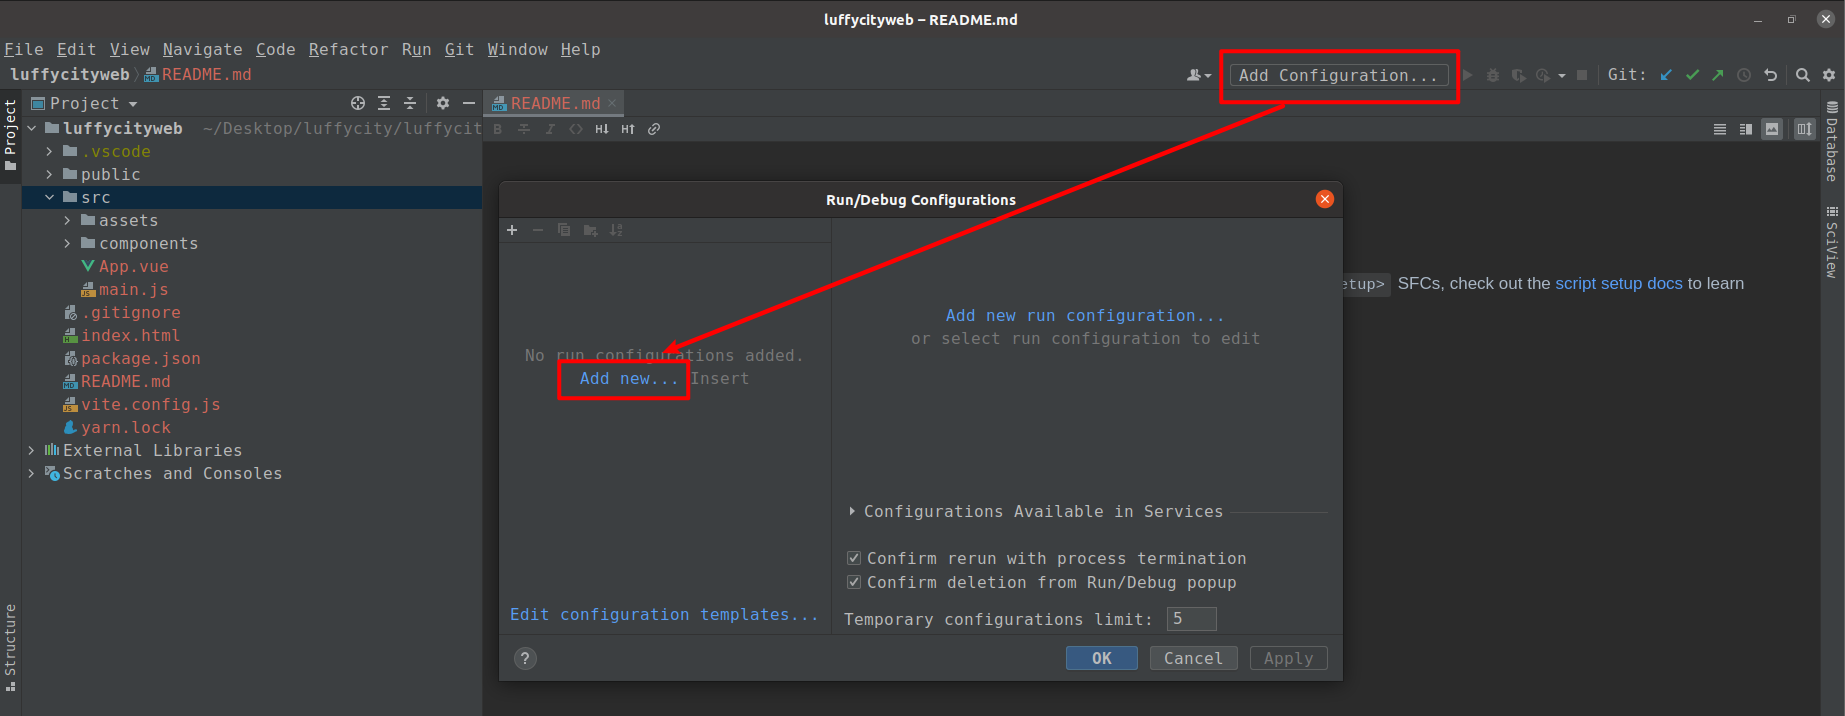 luffycityweb – README.md
File Edit View Navigate Code Refactor Run Git Window Help
luffycityweb README.md
Add Configuration...
Git:
Project
Project
README.md
luffycityweb ~/Desktop/luffycity/luffycit
.vscode
public
src
assets
components
App.vue
main.js
.gitignore
index.html
package.json
README.md
vite.config.js
yarn.lock
External Libraries
Scratches and Consoles
Structure
Database
SciView
etup> SFCs, check out the script setup docs to learn
Run/Debug Configurations
No run configurations added.
Add new... Insert
Edit configuration templates...
Add new run configuration...
or select run configuration to edit
Configurations Available in Services
Confirm rerun with process termination
Confirm deletion from Run/Debug popup
Temporary configurations limit: 5
?
OK Cancel Apply